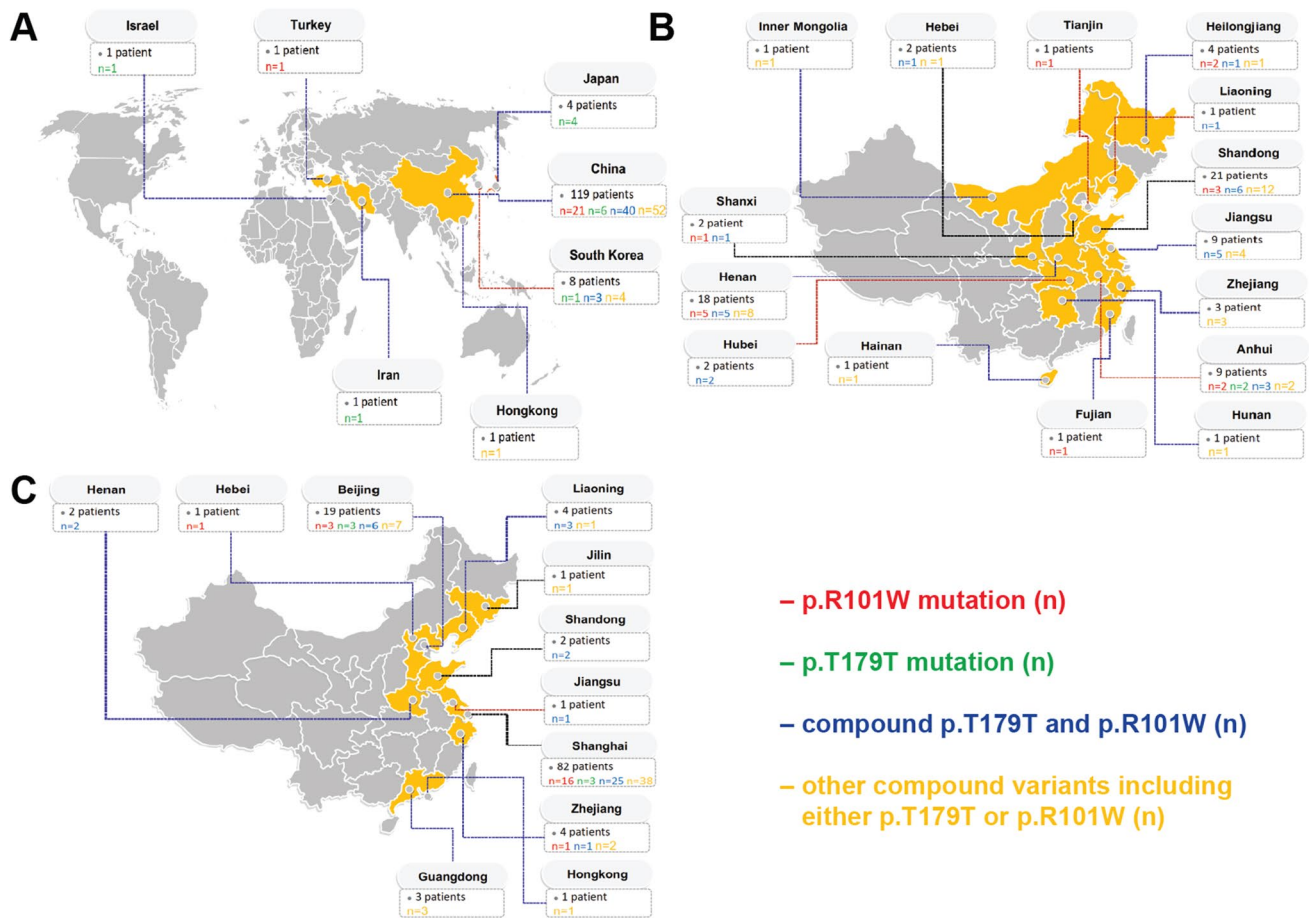 A
Israel
• 1 patient
n=1
Turkey
• 1 patient
n=1
Japan
• 4 patients
n=4
China
• 119 patients
n=21 n=6 n=40 n=52
South Korea
• 8 patients
n=1 n=3 n=4
Iran
• 1 patient
n=1
Hongkong
• 1 patient
n=1
B
Inner Mongolia
• 1 patient
n=1
Hebei
• 2 patients
n=1 n =1
Tianjin
• 1 patients
n=1
Heilongjiang
• 4 patients
n=2 n=1 n=1
Liaoning
• 1 patient
n=1
Shandong
• 21 patients
n=3 n=6 n=12
Shanxi
• 2 patient
n=1 n=1
Jiangsu
• 9 patients
n=5 n=4
Henan
• 18 patients
n=5 n=5 n=8
Zhejiang
• 3 patient
n=3
Hubei
• 2 patients
n=2
Hainan
• 1 patient
n=1
Anhui
• 9 patients
n=2 n=2 n=3 n=2
Fujian
• 1 patient
n=1
Hunan
• 1 patient
n=1
C
Henan
• 2 patients
n=2
Hebei
• 1 patient
n=1
Beijing
• 19 patients
n=3 n=3 n=6 n=7
Liaoning
• 4 patients
n=3 n=1
Jilin
• 1 patient
n=1
Shandong
• 2 patients
n=2
Jiangsu
• 1 patient
n=1
Shanghai
• 82 patients
n=16 n=3 n=25 n=38
Zhejiang
• 4 patients
n=1 n=1 n=2
Guangdong
• 3 patients
n=3
Hongkong
• 1 patient
n=1
– p.R101W mutation (n)
– p.T179T mutation (n)
– compound p.T179T and p.R101W (n)
– other compound variants including
either p.T179T or p.R101W (n)